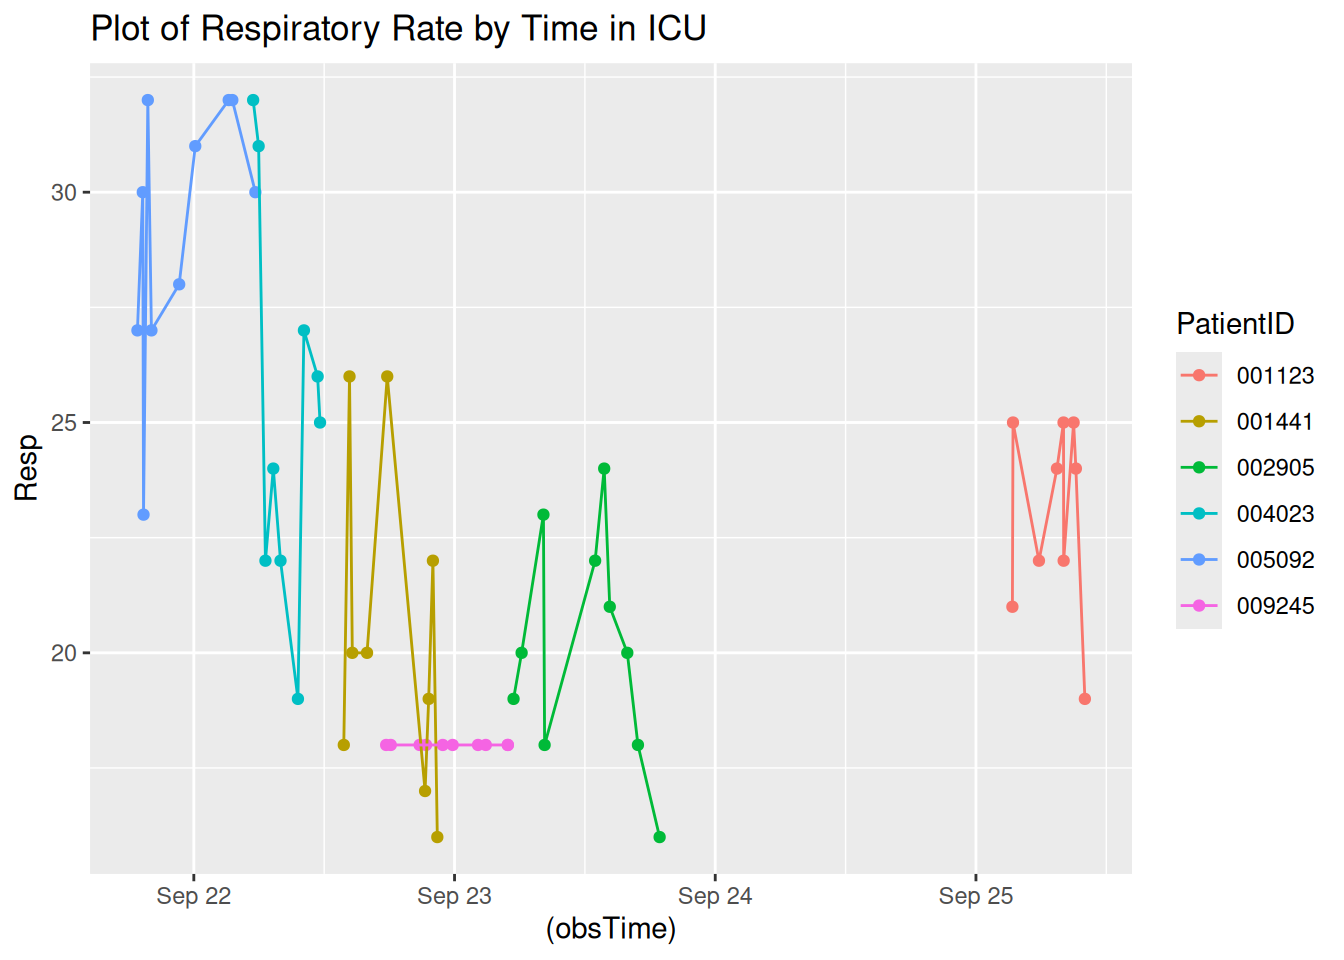 Plot of Respiratory Rate by Time in ICU
30
25
20
Resp
Sep 22
Sep 23
Sep 24
Sep 25
(obsTime)
PatientID
001123
001441
002905
004023
005092
009245